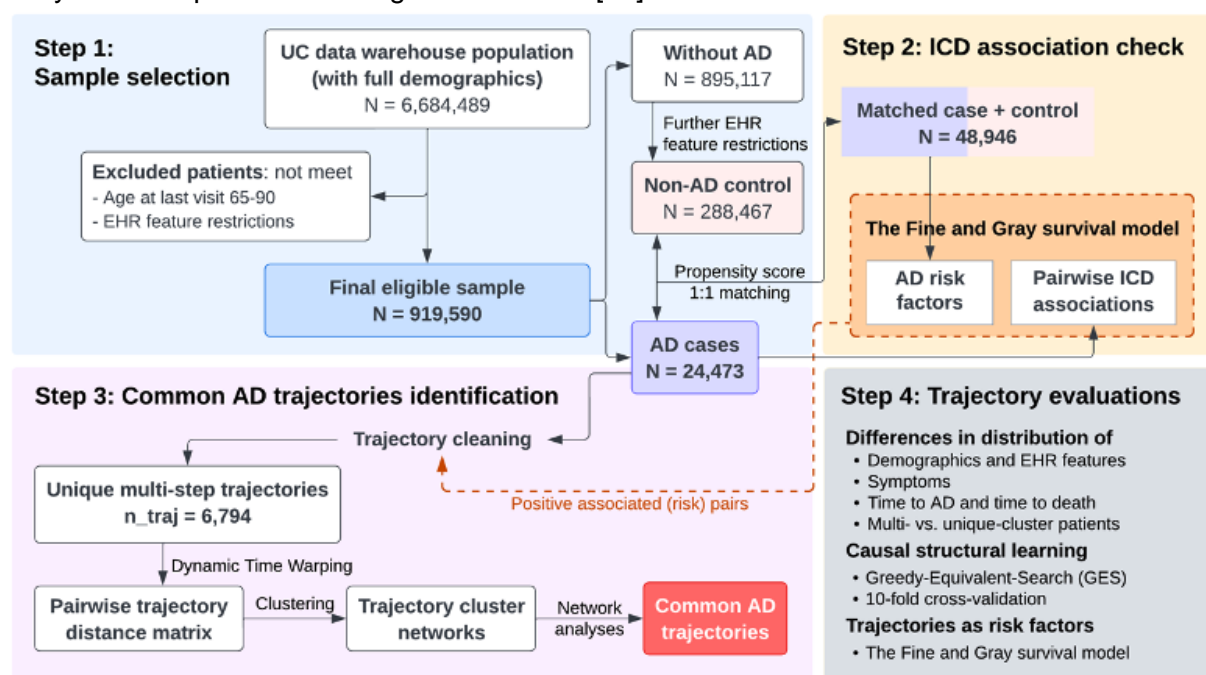 Step 1:
Sample selection
UC data warehouse population
(with full demographics)
N = 6,684,489
Excluded patients: not meet
- Age at last visit 65-90
- EHR feature restrictions
Final eligible sample
N = 919,590
Without AD
N = 895,117
Further EHR
feature restrictions
Non-AD control
N = 288,467
Propensity score
1:1 matching
AD cases
N = 24,473
Step 2: ICD association check
Matched case + control
N = 48,946
The Fine and Gray survival model
AD risk
factors
Pairwise ICD
associations
Step 3: Common AD trajectories identification
Trajectory cleaning
Positive associated (risk) pairs
Unique multi-step trajectories
n_traj = 6,794
Dynamic Time Warping
Pairwise trajectory
distance matrix
Clustering
Trajectory cluster
networks
Network
analyses
Common AD
trajectories
Step 4: Trajectory evaluations
Differences in distribution of
• Demographics and EHR features
• Symptoms
• Time to AD and time to death
• Multi- vs. unique-cluster patients
Causal structural learning
• Greedy-Equivalent-Search (GES)
• 10-fold cross-validation
Trajectories as risk factors
• The Fine and Gray survival model